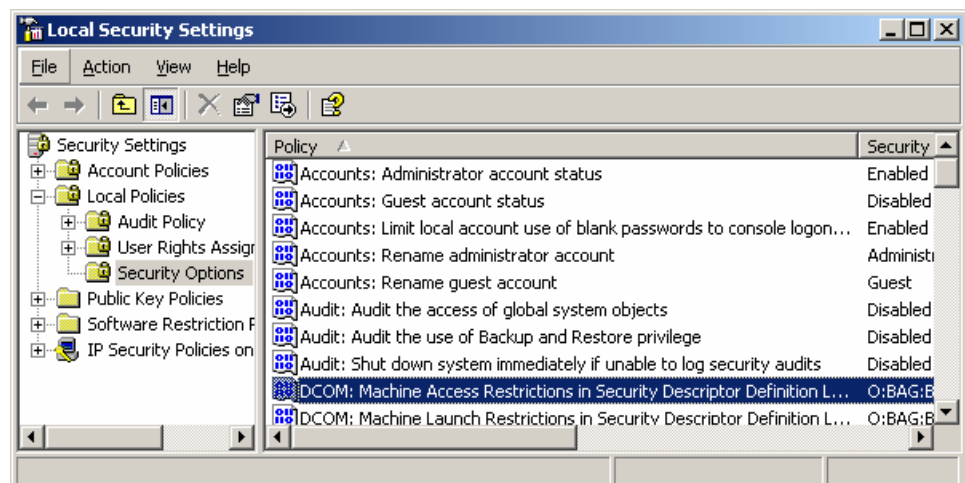 Local Security Settings
File Action View Help
Security Settings
Account Policies
Local Policies
Audit Policy
User Rights Assigr
Security Options
Public Key Policies
Software Restriction F
IP Security Policies on
Policy Security
Accounts: Administrator account status Enabled
Accounts: Guest account status Disabled
Accounts: Limit local account use of blank passwords to console logon... Enabled
Accounts: Rename administrator account Administr
Accounts: Rename guest account Guest
Audit: Audit the access of global system objects Disabled
Audit: Audit the use of Backup and Restore privilege Disabled
Audit: Shut down system immediately if unable to log security audits Disabled
DCOM: Machine Access Restrictions in Security Descriptor Definition L... O:BAG:B
DCOM: Machine Launch Restrictions in Security Descriptor Definition L... O:BAG:B